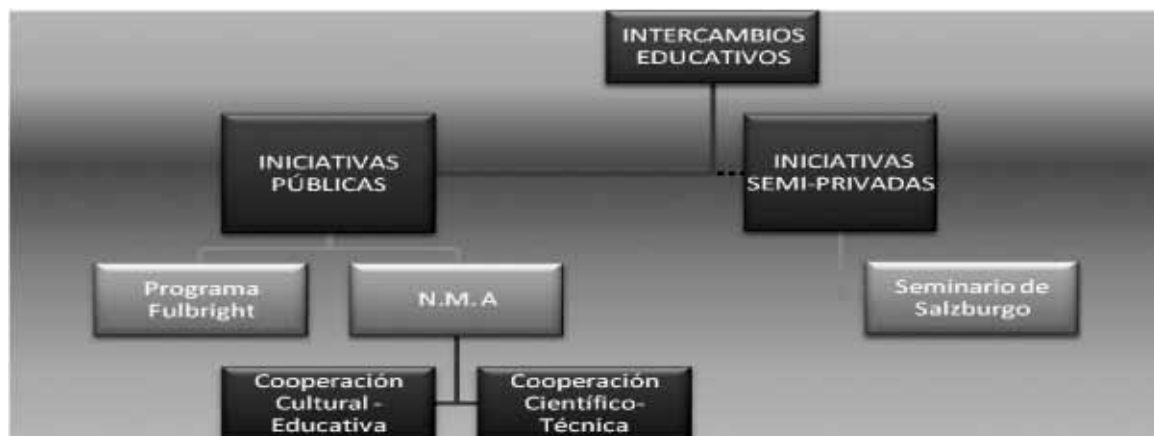 INTERCAMBIOS
EDUCATIVOS
INICIATIVAS
PÚBLICAS
INICIATIVAS
SEMI-PRIVADAS
Programa
Fulbright
N.M. A
Seminario de
Salzburgo
Cooperación
Cultural -
Educativa
Cooperación
Científico-
Técnica